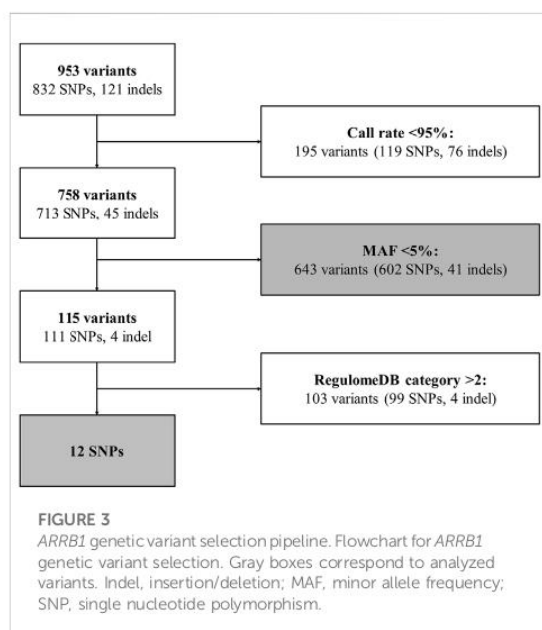 953 variants
832 SNPs, 121 indels
Call rate <95%:
195 variants (119 SNPs, 76 indels)
758 variants
713 SNPs, 45 indels
MAF <5%:
643 variants (602 SNPs, 41 indels)
115 variants
111 SNPs, 4 indel
RegulomeDB category >2:
103 variants (99 SNPs, 4 indel)
12 SNPs
FIGURE 3
ARRB1 genetic variant selection pipeline. Flowchart for ARRB1
genetic variant selection. Gray boxes correspond to analyzed
variants. Indel, insertion/deletion; MAF, minor allele frequency;
SNP, single nucleotide polymorphism.